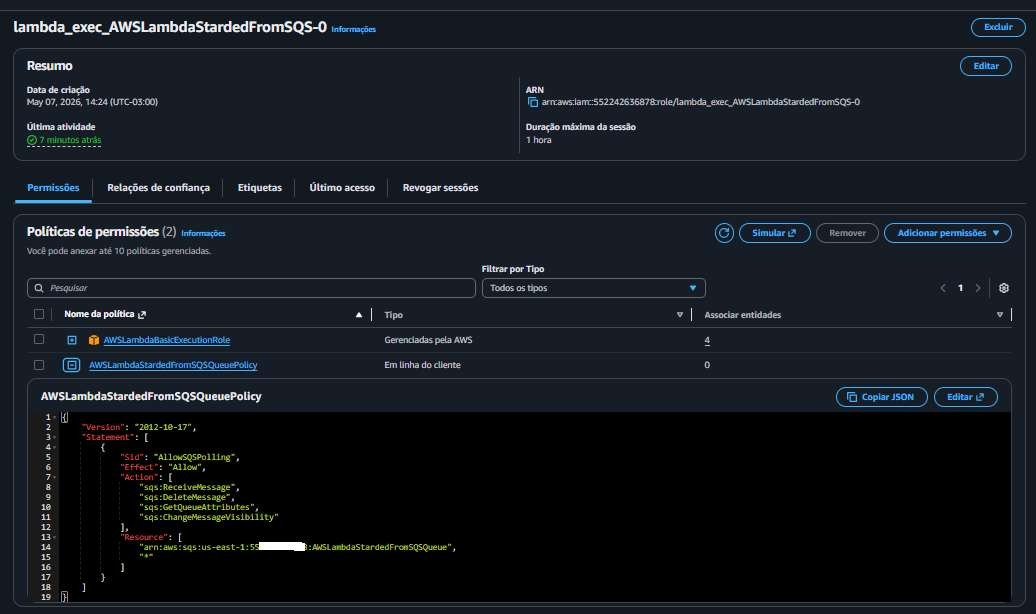 lambda_exec_AWSLambdaStardedFromSQS-0 Informações
Excluir
Resumo
Editar
Data de criação
May 07, 2026, 14:24 (UTC-03:00)
ARN
arn:aws:iam::552242636878:role/lambda_exec_AWSLambdaStardedFromSQS-0
Última atividade
7 minutos atrás
Duração máxima da sessão
1 hora
Permissões Relações de confiança Etiquetas Último acesso Revogar sessões
Políticas de permissões (2) Informações
Simular Remover Adicionar permissões
Você pode anexar até 10 políticas gerenciadas.
Filtrar por Tipo
Pesquisar
Todos os tipos
1
Nome da política Tipo Associar entidades
AWSLambdaBasicExecutionRole Gerenciadas pela AWS 4
AWSLambdaStardedFromSQSQueuePolicy Em linha do cliente 0
AWSLambdaStardedFromSQSQueuePolicy
Copiar JSON Editar
1 {
2 "Version": "2012-10-17",
3 "Statement": [
4 {
5 "Sid": "AllowSQSPolling",
6 "Effect": "Allow",
7 "Action": [
8 "sqs:ReceiveMessage",
9 "sqs:DeleteMessage",
10 "sqs:GetQueueAttributes",
11 "sqs:ChangeMessageVisibility"
12 ],
13 "Resource": [
14 "arn:aws:sqs:us-east-1:55 :AWSLambdaStardedFromSQSQueue",
15 "*"
16 ]
17 }
18 ]
19 }